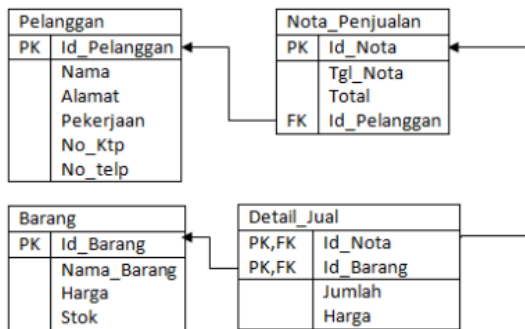 Pelanggan
PK Id_Pelanggan
Nama
Alamat
Pekerjaan
No_Ktp
No_telp
Nota_Penjualan
PK Id_Nota
Tgl_Nota
Total
FK Id_Pelanggan
Barang
PK Id_Barang
Nama_Barang
Harga
Stok
Detail_Jual
PK,FK Id_Nota
PK,FK Id_Barang
Jumlah
Harga